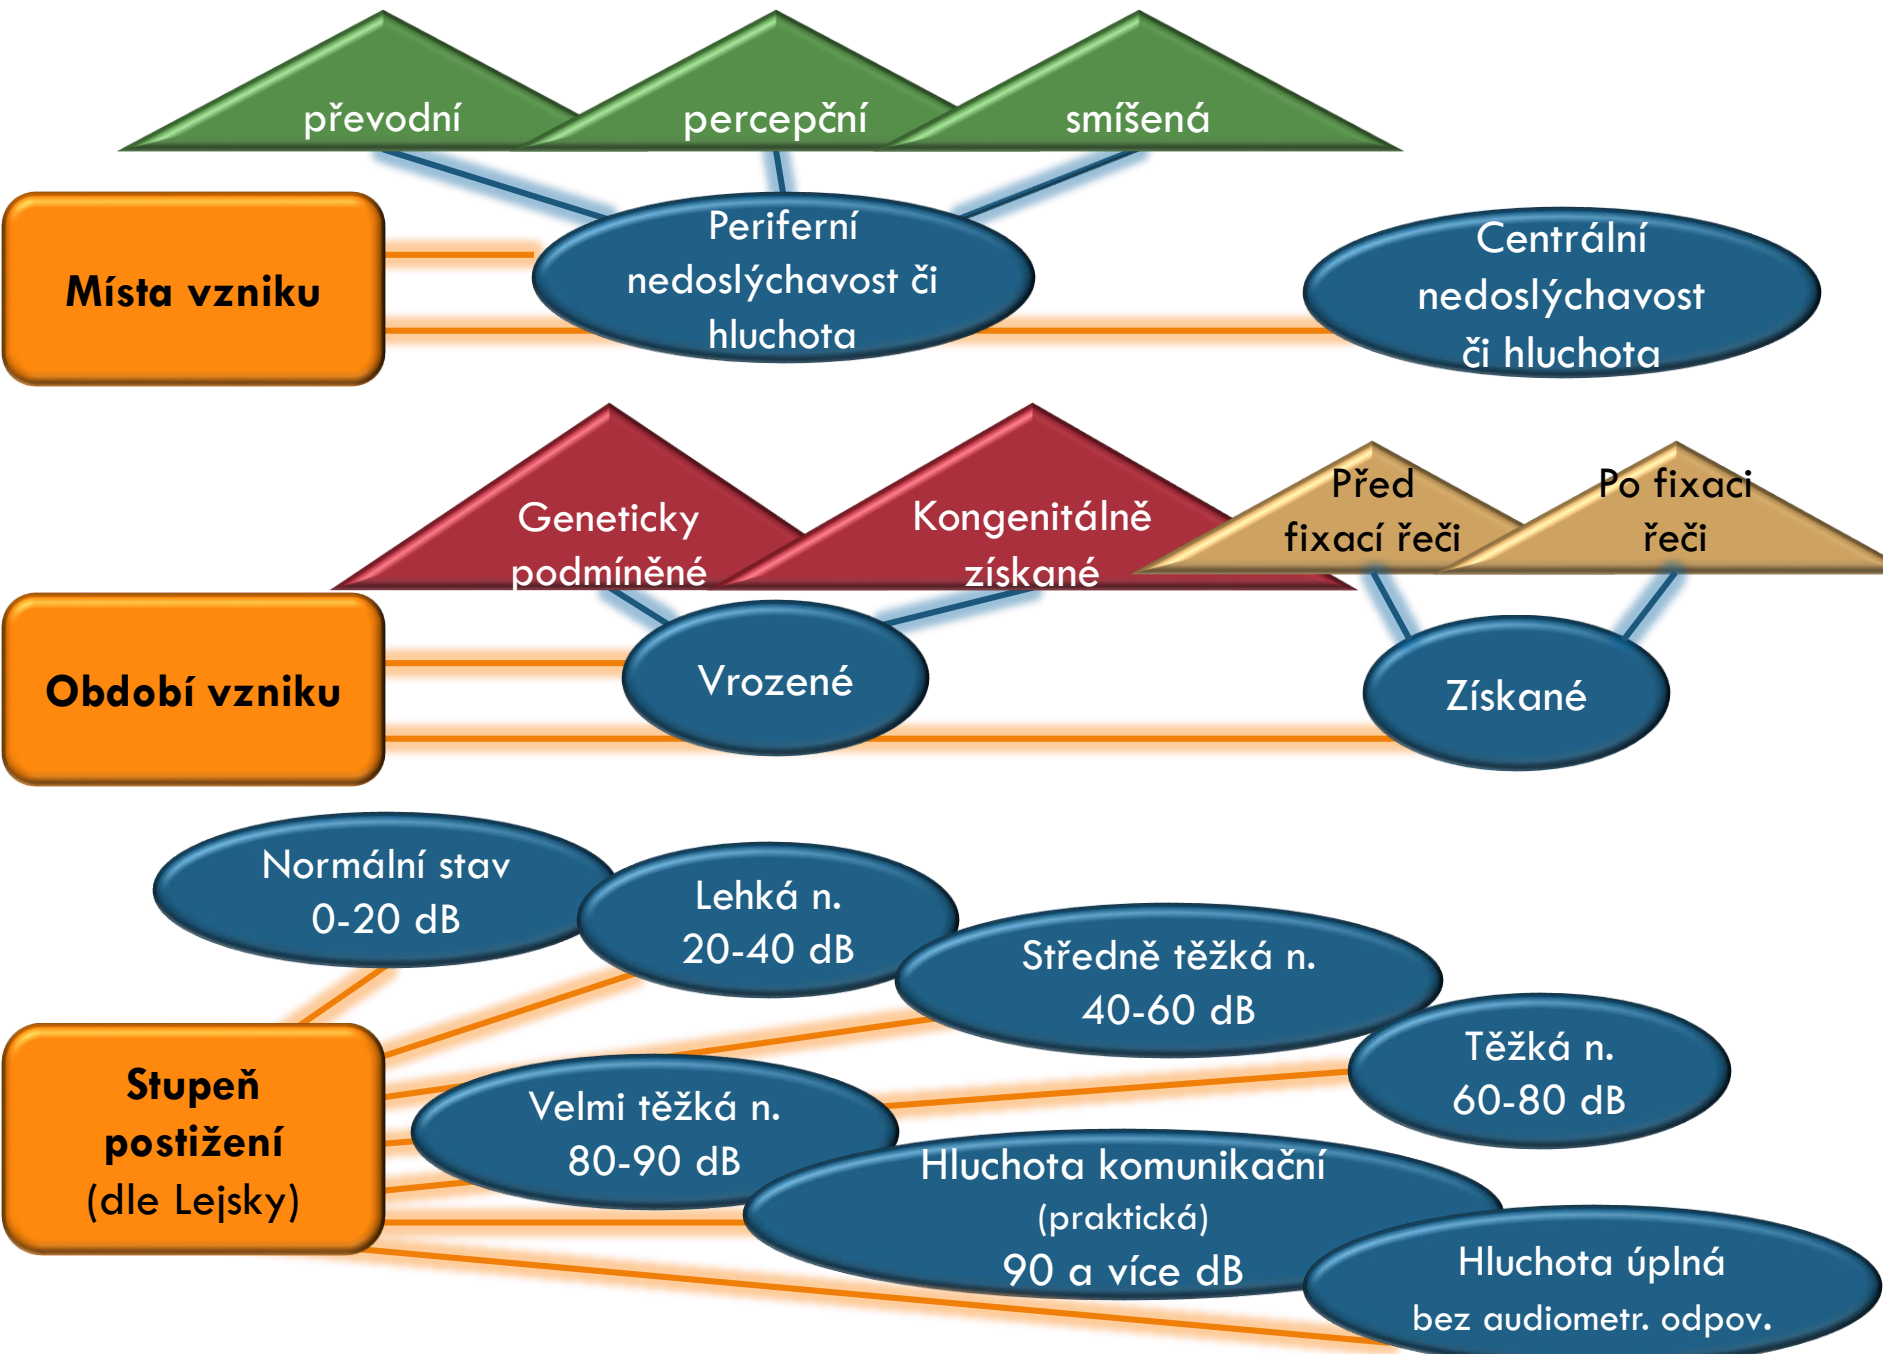 převodní
percepční
smíšená
Místa vzniku
Periferní
nedoslýchavost či
hluchota
Centrální
nedoslýchavost
či hluchota
Geneticky
podmíněné
Kongenitálně
získané
Před
fixací řeči
Po fixaci
řeči
Období vzniku
Vrozené
Získané
Normální stav
0-20 dB
Lehká n.
20-40 dB
Středně těžká n.
40-60 dB
Těžká n.
60-80 dB
Stupeň
postižení
(dle Lejsky)
Velmi těžká n.
80-90 dB
Hluchota komunikační
(praktická)
90 a více dB
Hluchota úplná
bez audiometr. odpov.